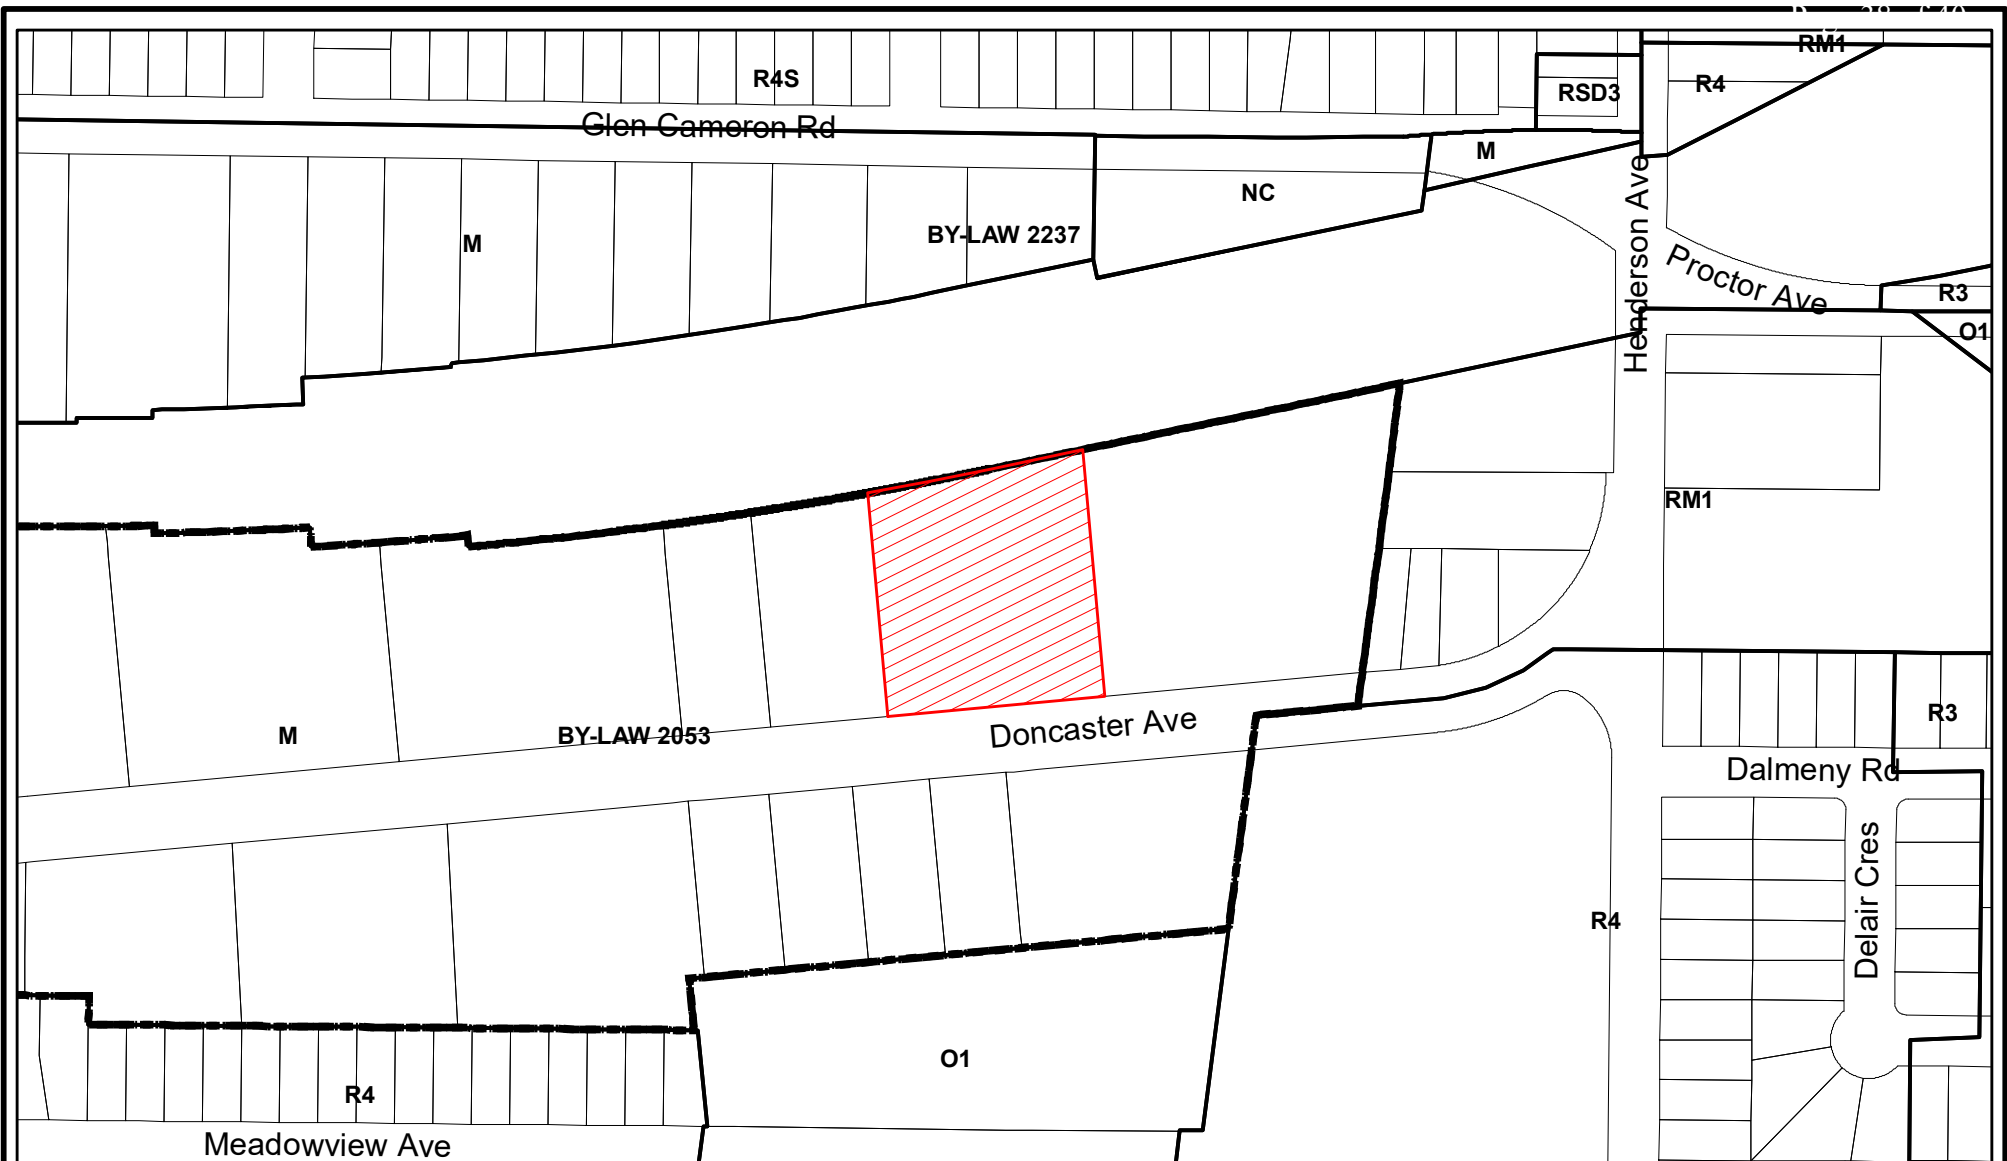 RM1
R4S
RSD3
R4
Glen Cameron Rd
M
NC
BY-LAW 2237
M
Henderson Ave
Proctor Ave
R3
O1
RM1
R3
Doncaster Ave
M
BY-LAW 2053
Dalmeny Rd
Delair Cres
R4
O1
R4
Meadowview Ave